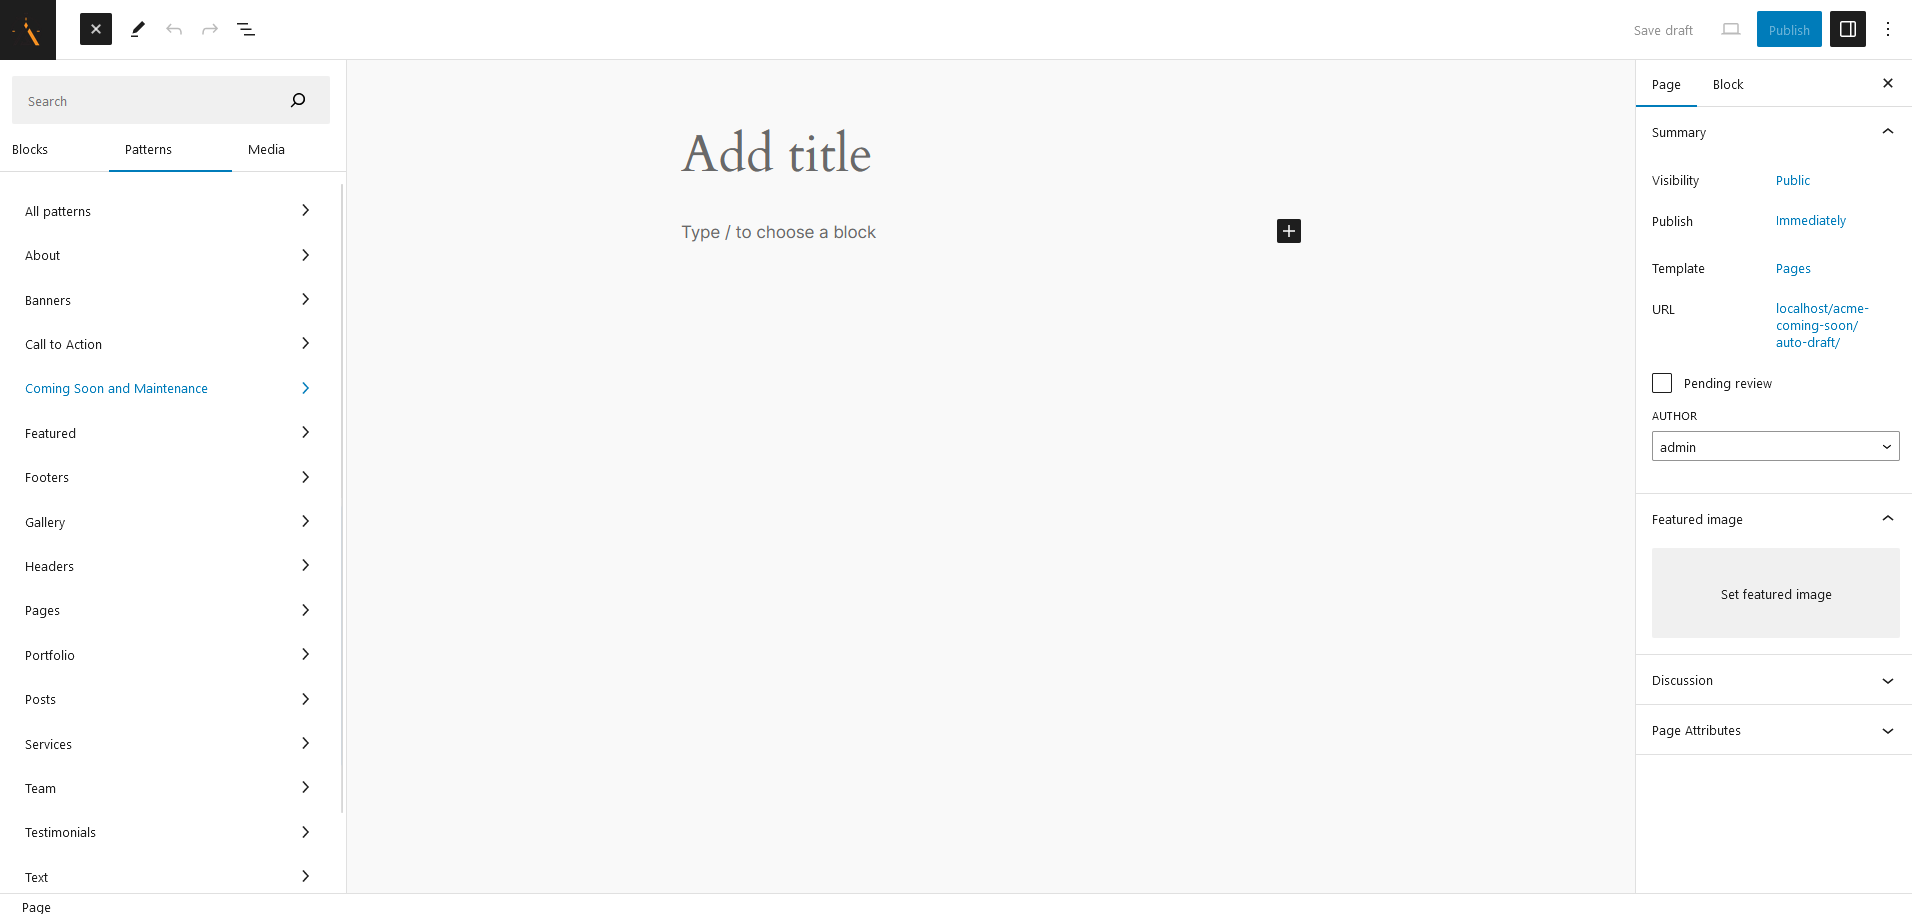 Save draft
Publish
Search
Blocks
Patterns
Media
All patterns
About
Banners
Call to Action
Coming Soon and Maintenance
Featured
Footers
Gallery
Headers
Pages
Portfolio
Posts
Services
Team
Testimonials
Text
Add title
Type / to choose a block
Page
Block
Summary
Visibility
Public
Publish
Immediately
Template
Pages
URL
localhost/acme-
coming-soon/
auto-draft/
Pending review
AUTHOR
admin
Featured image
Set featured image
Discussion
Page Attributes
Page